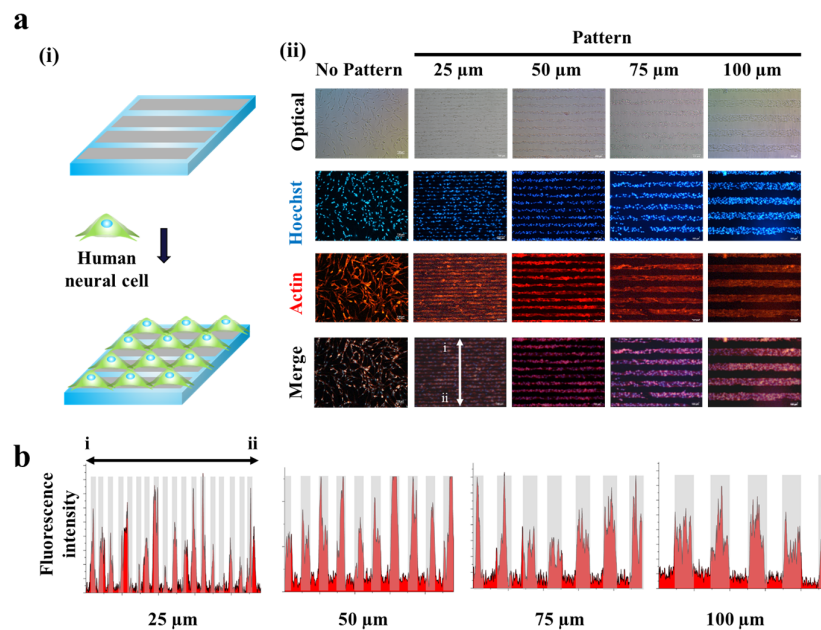 a
(i)
(ii)
Pattern
No Pattern
25 µm
50 µm
75 µm
100 µm
Optical
Hoechst
Human
neural cell
Actin
Merge
i
ii
b
i
ii
Fluorescence
intensity
25 µm
50 µm
75 µm
100 µm